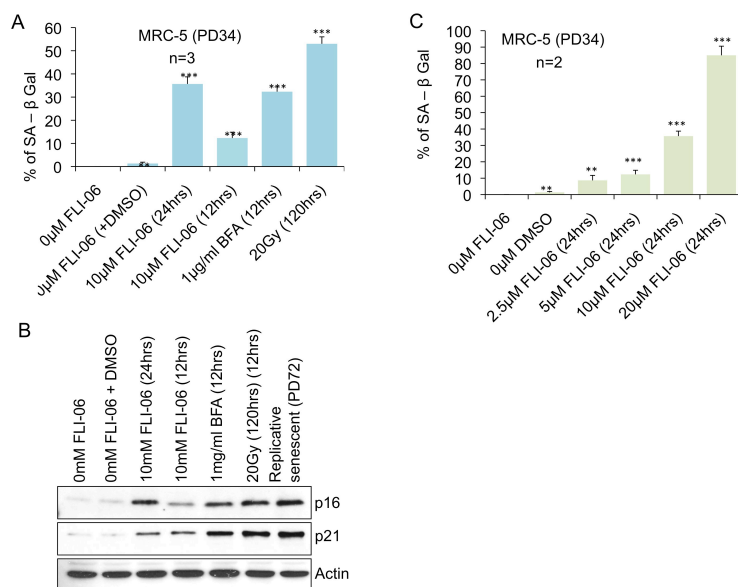 A
MRC-5 (PD34)
n=3
% of SA – β Gal
60
50
40
30
20
10
0
**
***
***
***
***
0µM FLI-06
0µM FLI-06 (+DMSO)
10µM FLI-06 (24hrs)
10µM FLI-06 (12hrs)
1µg/ml BFA (12hrs)
20Gy (120hrs)
C
MRC-5 (PD34)
n=2
% of SA – β Gal
100
90
80
70
60
50
40
30
20
10
0
**
**
***
***
***
0µM FLI-06
0µM DMSO
2.5µM FLI-06 (24hrs)
5µM FLI-06 (24hrs)
10µM FLI-06 (24hrs)
20µM FLI-06 (24hrs)
B
0mM FLI-06
0mM FLI-06 + DMSO
10mM FLI-06 (24hrs)
10mM FLI-06 (12hrs)
1mg/ml BFA (12hrs)
20Gy (120hrs) (12hrs)
Replicative
senescent (PD72)
p16
p21
Actin